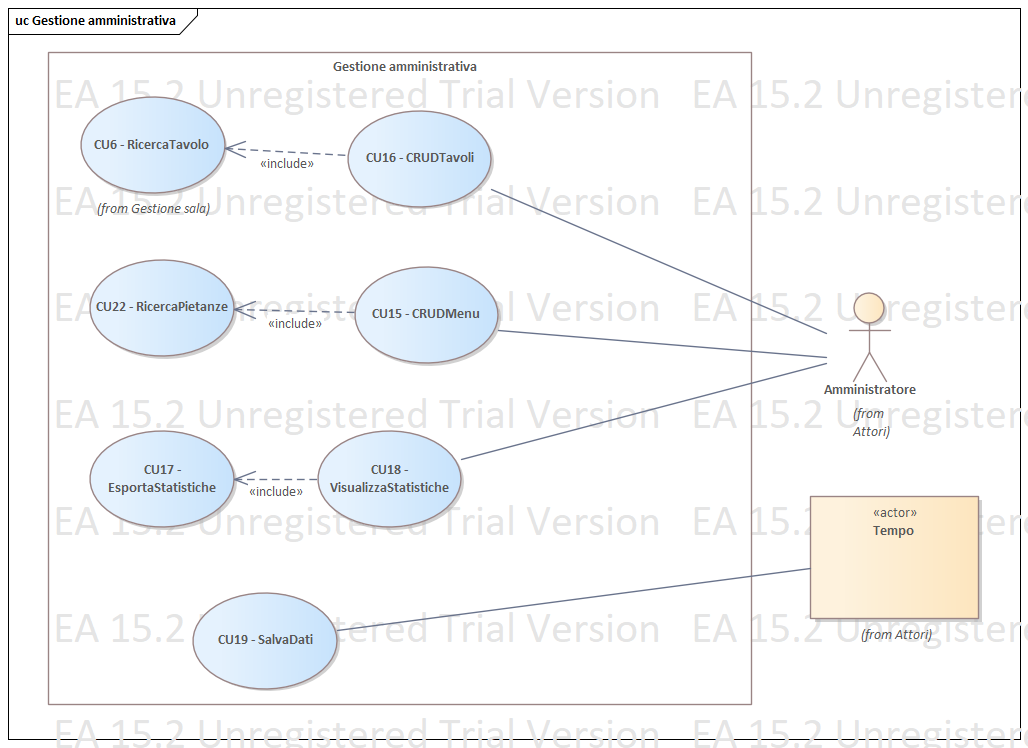 uc Gestione amministrativa
Gestione amministrativa
EA 15.2 Unregistered Trial Version EA 15.2 Unregistere
CU6 - RicercaTavolo
CU16 - CRUDTavoli
«include»
(from Gestione sala)
EA 15.2 Unregistered Trial Version EA 15.2 Unregistere
CU22 - RicercaPietanze
CU15 - CRUDMenu
«include»
EA 15.2 Unregistered Trial Version EA 15.2 Unregistere
Amministratore
(from
Attori)
EA 15.2 Unregistered Trial Version EA 15.2 Unregistere
CU17 -
EsportaStatistiche
CU18 -
VisualizzaStatistiche
«include»
EA 15.2 Unregistered Trial Version EA 15.2 Unregistere
«actor»
Tempo
(from Attori)
CU19 - SalvaDati
EA 15.2 Unregistered Trial Version EA 15.2 Unregistere
EA 15.2 Unregistered Trial Version EA 15.2 Unregistere